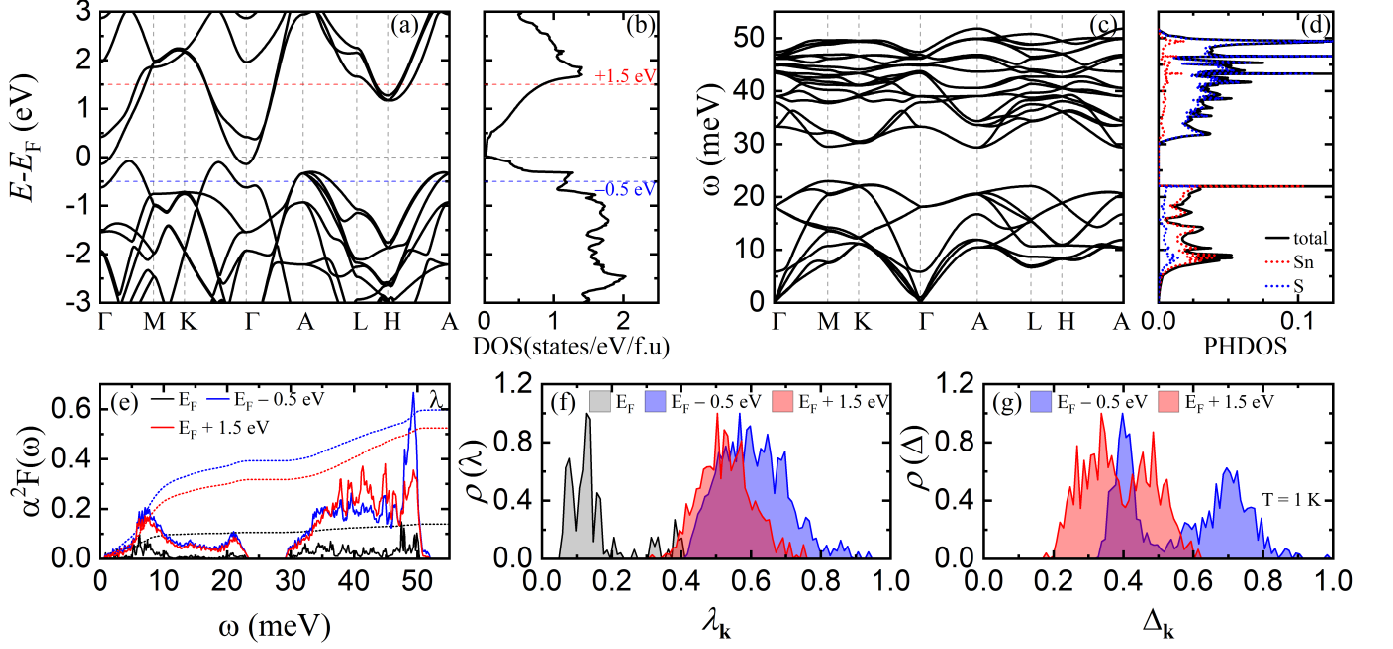 (a)
E-E_F (eV)
3
2
1
0
-1
-2
-3
Γ M K Γ A L H A
(b)
+1.5 eV
−0.5 eV
0 1 2
DOS(states/eV/f.u)
(c)
ω (meV)
50
40
30
20
10
0
Γ M K Γ A L H A
(d)
total
Sn
S
0.0 0.1
PHDOS
(e)
E_F E_F − 0.5 eV λ
E_F + 1.5 eV
α²F(ω)
0.6
0.4
0.2
0.0
0 10 20 30 40 50
ω (meV)
(f)
E_F E_F − 0.5 eV E_F + 1.5 eV
ρ (λ)
1.2
0.8
0.4
0
0.0 0.2 0.4 0.6 0.8 1.0
λ_k
(g)
E_F − 0.5 eV E_F + 1.5 eV
T = 1 K
ρ (Δ)
1.2
0.8
0.4
0
0.0 0.2 0.4 0.6 0.8 1.0
Δ_k